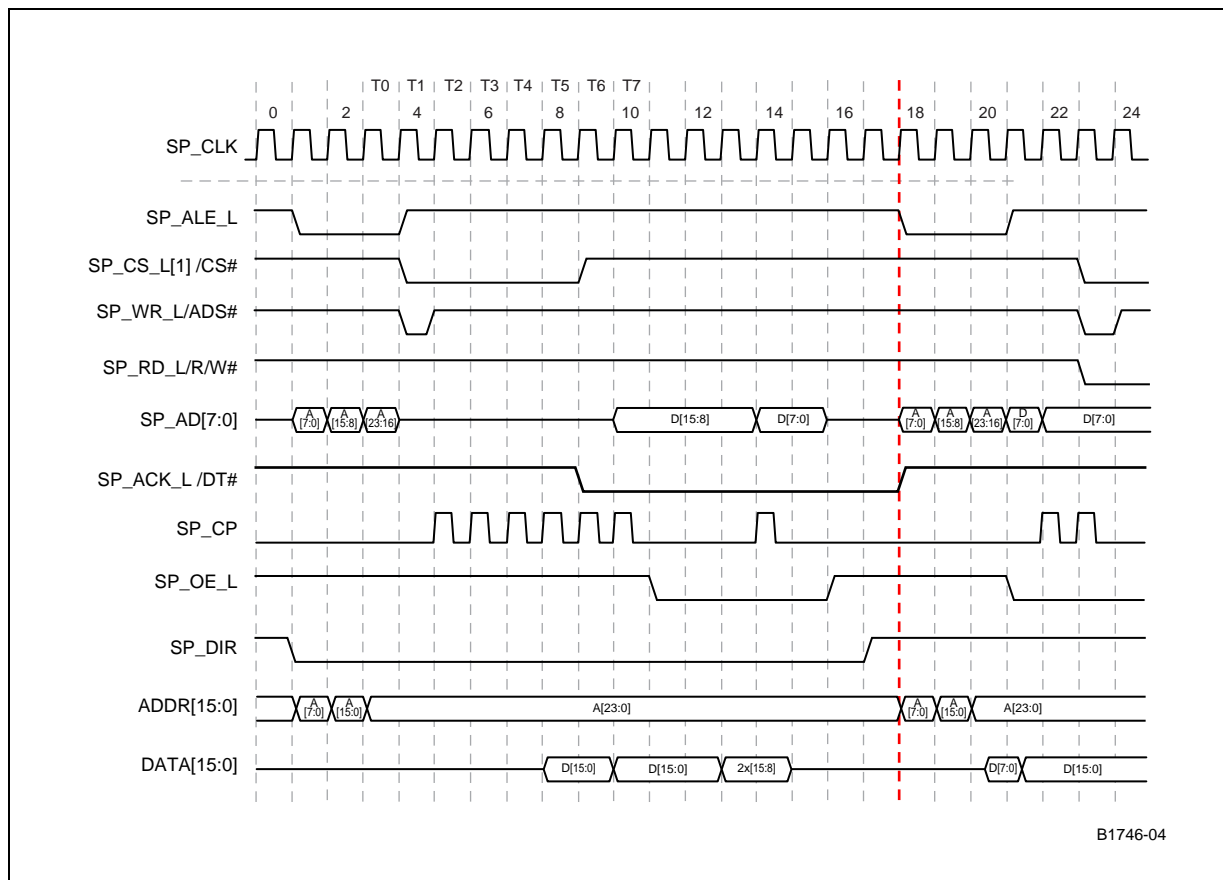 T0 T1 T2 T3 T4 T5 T6 T7
0 2 4 6 8 10 12 14 16 18 20 22 24
SP_CLK
SP_ALE_L
SP_CS_L[1] /CS#
SP_WR_L/ADS#
SP_RD_L/R/W#
SP_AD[7:0]
A [7:0] A [15:8] A [23:16] D[15:8] D[7:0] A [7:0] A [15:8] A [23:16] D [7:0] D[7:0]
SP_ACK_L /DT#
SP_CP
SP_OE_L
SP_DIR
ADDR[15:0]
A [7:0] A [15:0] A[23:0] A [7:0] A [15:0] A[23:0]
DATA[15:0]
D[15:0] D[15:0] 2x[15:8] D[7:0] D[15:0]
B1746-04